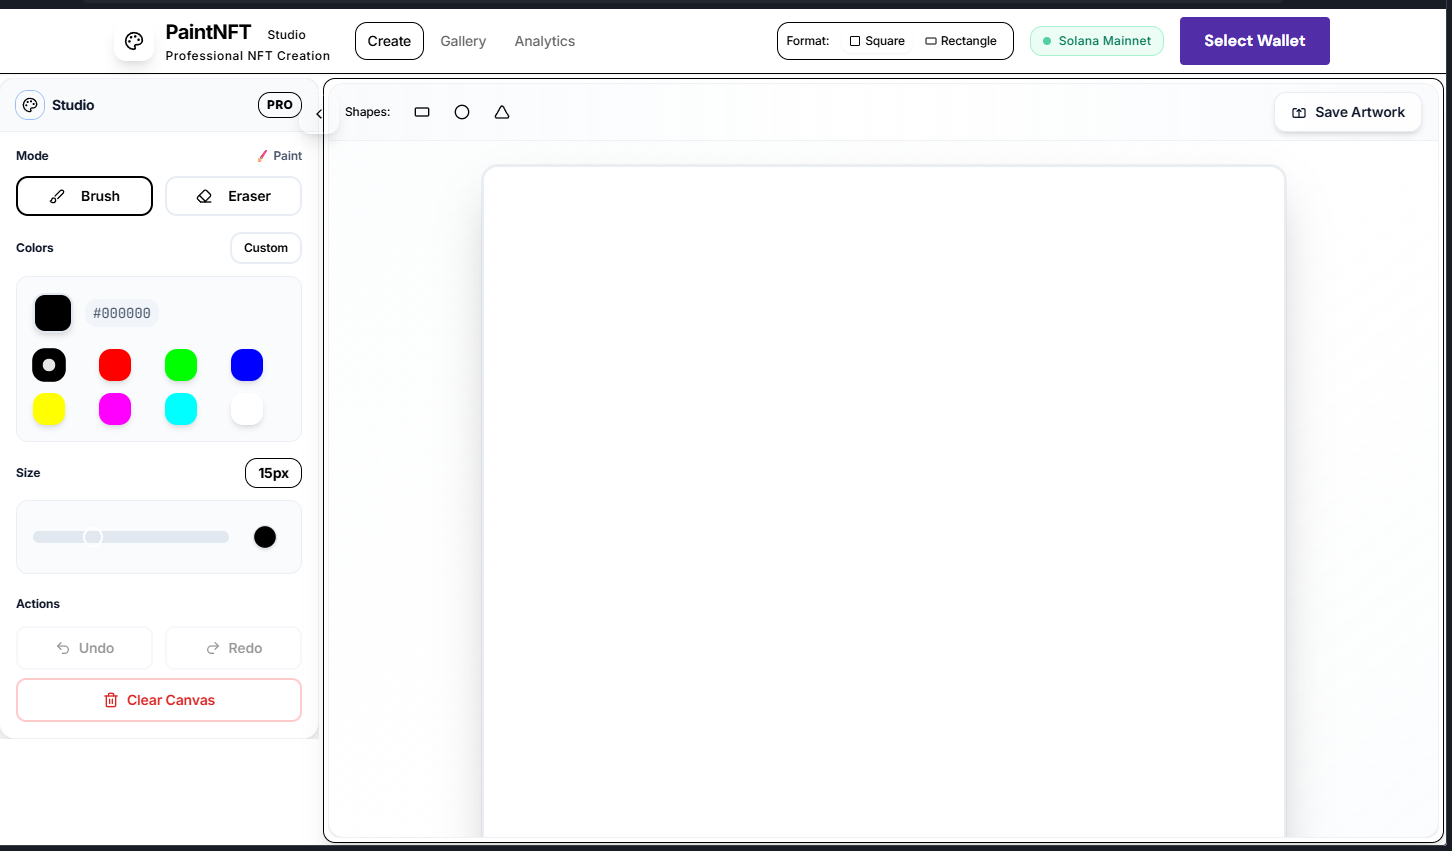 PaintNFT Studio
Professional NFT Creation
Create
Gallery
Analytics
Format:
Square
Rectangle
Solana Mainnet
Select Wallet
Studio
PRO
Shapes:
Save Artwork
Mode
Paint
Brush
Eraser
Colors
Custom
#000000
Size
15px
Actions
Undo
Redo
Clear Canvas